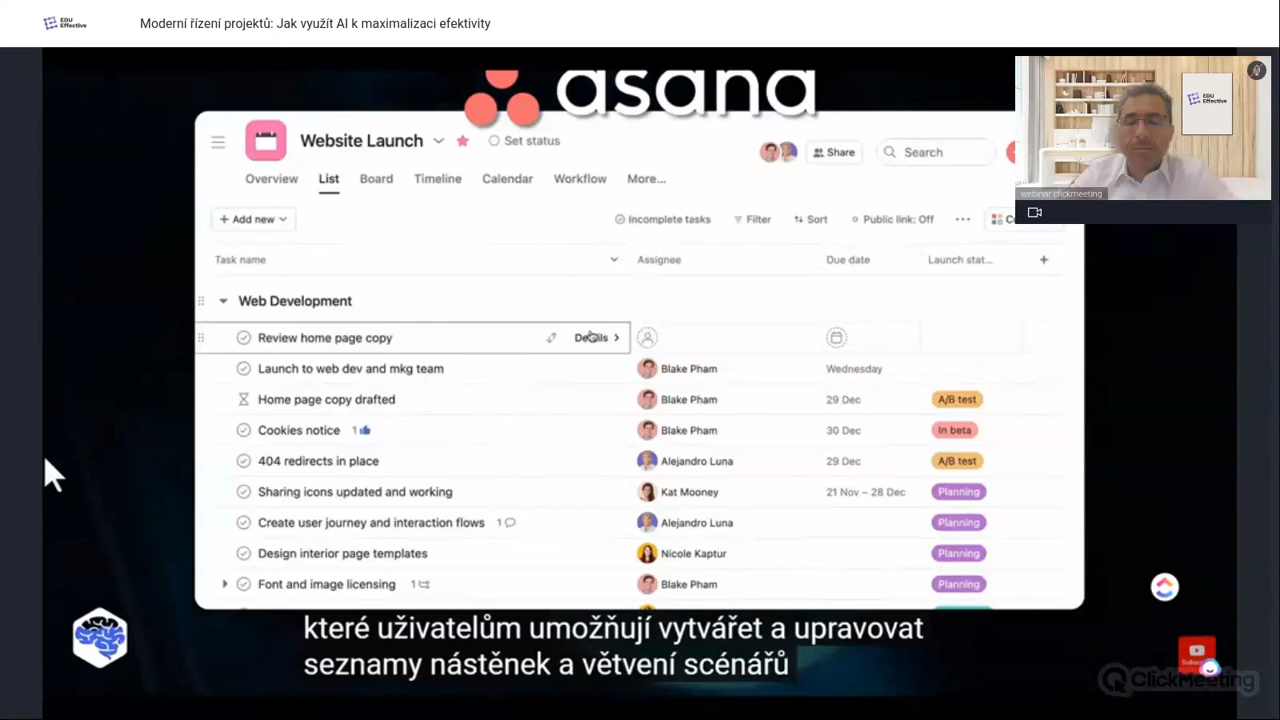 EDU
Effective
Moderní řízení projektů: Jak využít AI k maximalizaci efektivity
asana
Website Launch
Set status
Share
Search
Overview List Board Timeline Calendar Workflow More...
+ Add new
Incomplete tasks Filter Sort Public link: Off
Task name Assignee Due date Launch stat...
Web Development
Review home page copy Details
Launch to web dev and mkg team Blake Pham Wednesday
Home page copy drafted Blake Pham 29 Dec A/B test
Cookies notice 1 Blake Pham 30 Dec In beta
404 redirects in place Alejandro Luna 29 Dec A/B test
Sharing icons updated and working Kat Mooney 21 Nov – 28 Dec Planning
Create user journey and interaction flows 1 Alejandro Luna Planning
Design interior page templates Nicole Kaptur Planning
Font and image licensing 1 Blake Pham Planning
EDU
Effective
webinar clickmeeting
které uživatelům umožňují vytvářet a upravovat
seznamy nástěnek a větvení scénářů
ClickMeeting